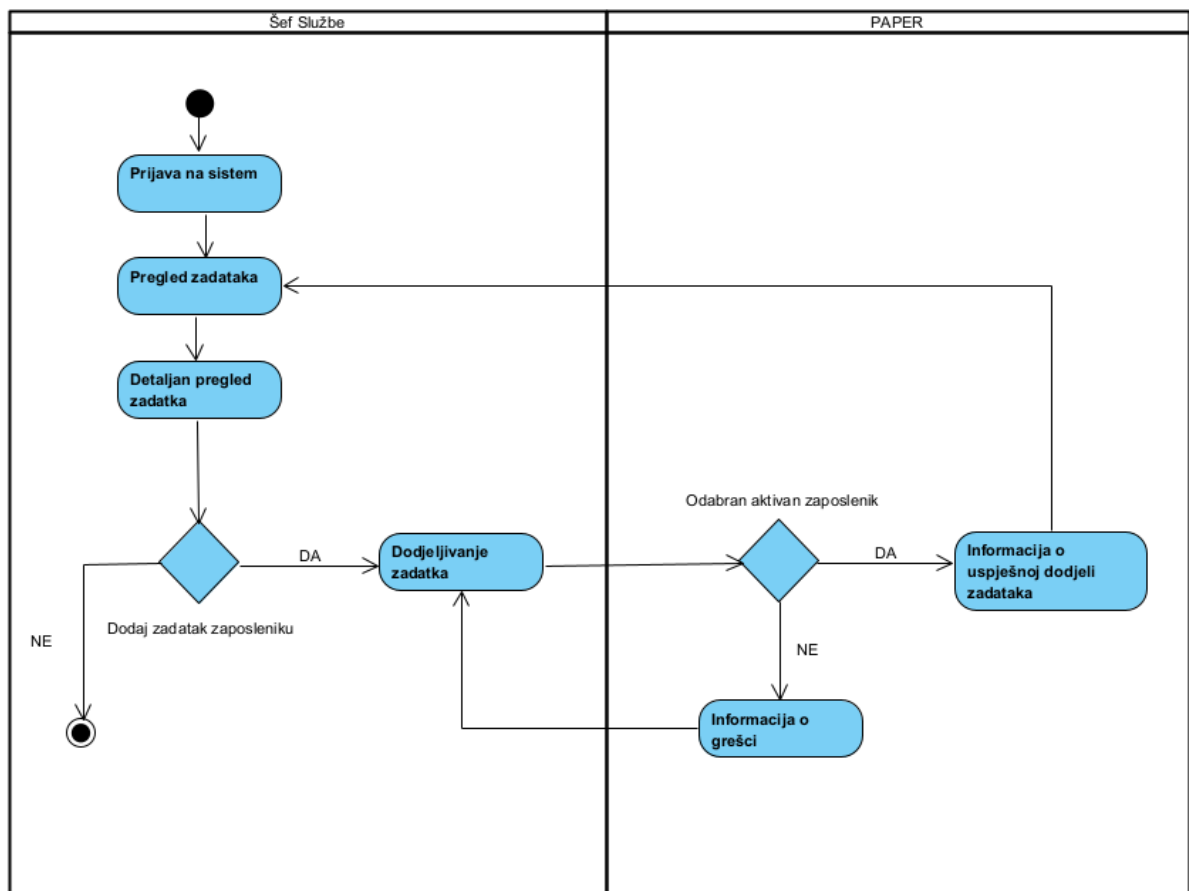 Šef Službe
PAPER
Prijava na sistem
Pregled zadataka
Detaljan pregled
zadatka
Odabran aktivan zaposlenik
DA
Dodjeljivanje
zadatka
DA
Informacija o
uspješnoj dodjeli
zadataka
Dodaj zadatak zaposleniku
NE
NE
Informacija o
grešci